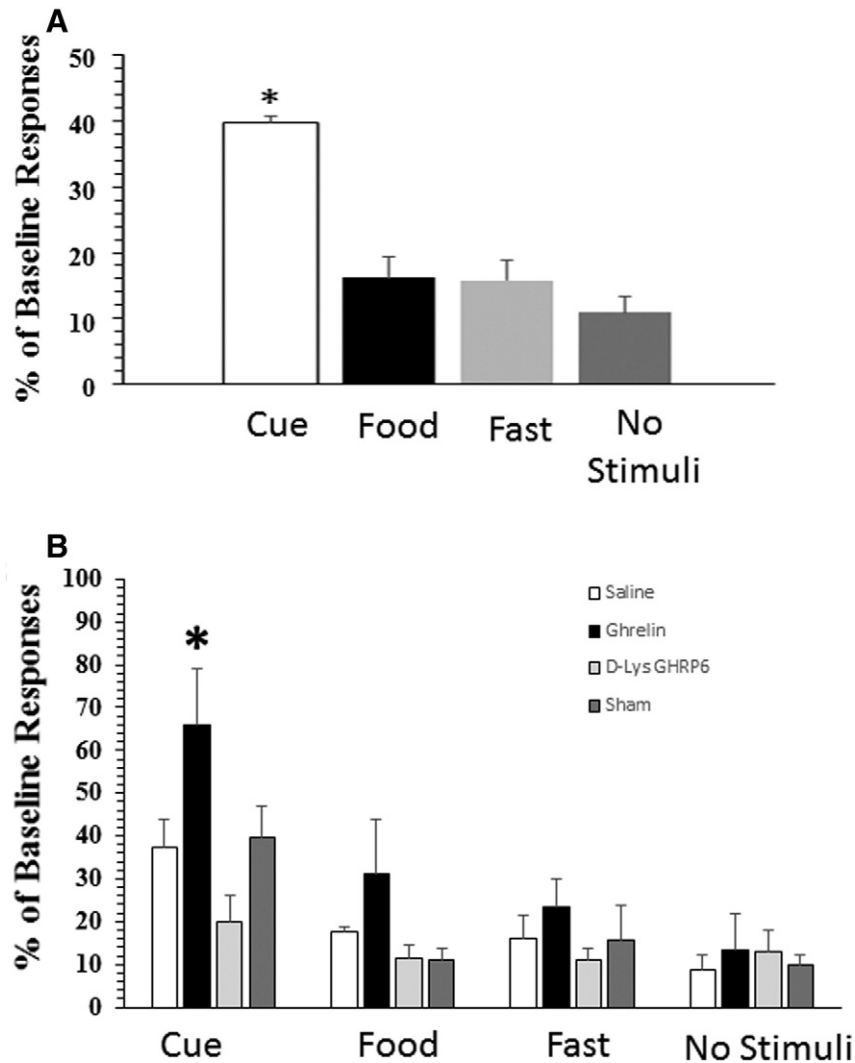 A
% of Baseline Responses
50
40
30
20
10
0
*
Cue
Food
Fast
No
Stimuli
B
% of Baseline Responses
100
90
80
70
60
50
40
30
20
10
0
*
Saline
Ghrelin
D-Lys GHRP6
Sham
Cue
Food
Fast
No Stimuli